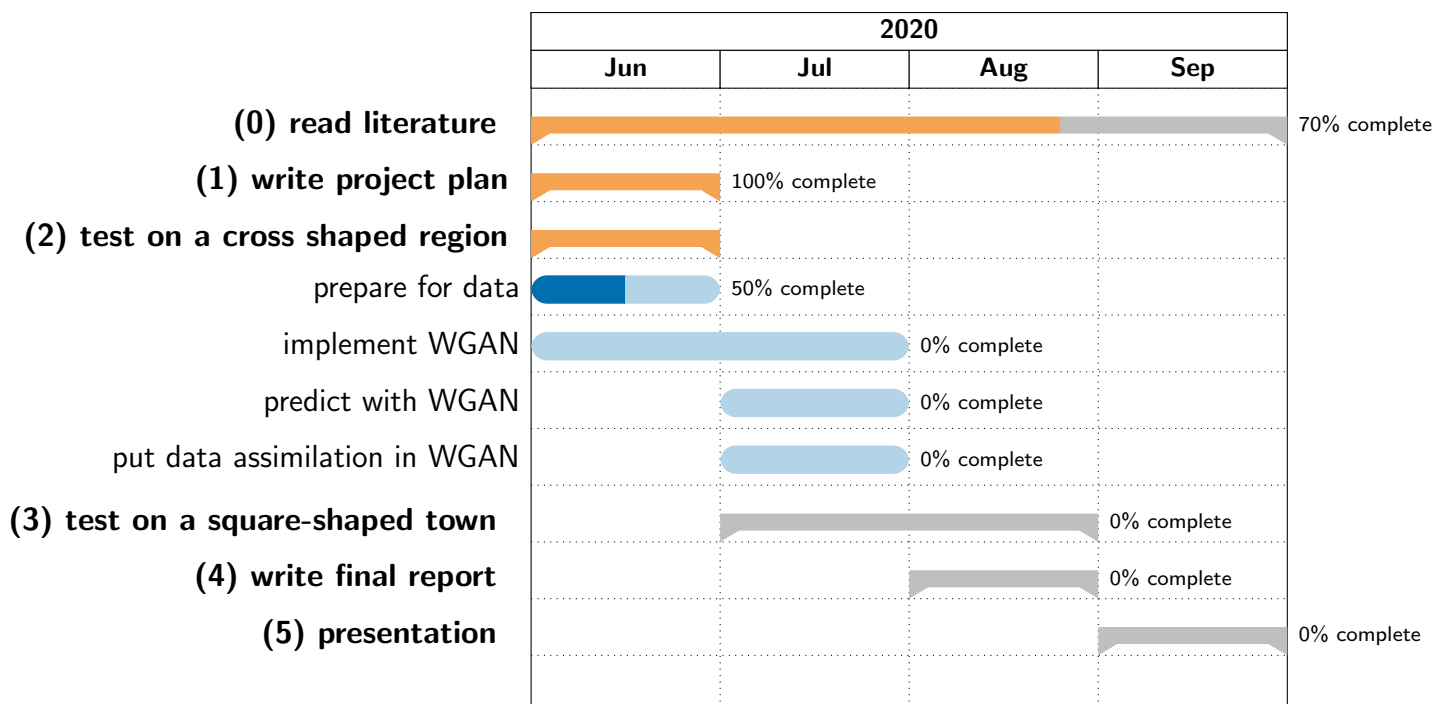 2020
Jun Jul Aug Sep
(0) read literature 70% complete
(1) write project plan 100% complete
(2) test on a cross shaped region
prepare for data 50% complete
implement WGAN 0% complete
predict with WGAN 0% complete
put data assimilation in WGAN 0% complete
(3) test on a square-shaped town 0% complete
(4) write final report 0% complete
(5) presentation 0% complete